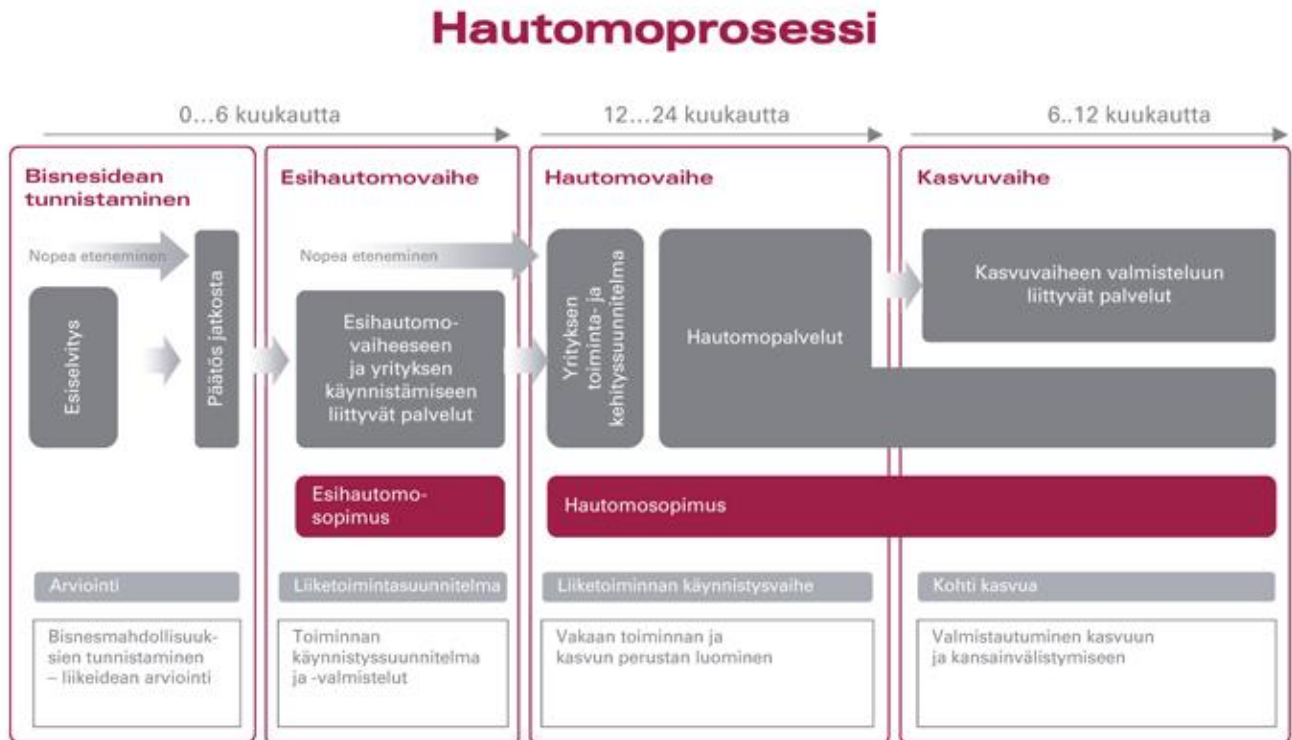 Hautomoprosessi
0...6 kuukautta
12...24 kuukautta
6..12 kuukautta
Bisnesidean
tunnistaminen
Nopea eteneminen
Esiselvitys
Päätös jatkosta
Arviointi
Bisnesmahdollisuuk-
sien tunnistaminen
– liikeidean arviointi
Esihautomovaihe
Nopea eteneminen
Esihautomo-
vaiheeseen
ja yrityksen
käynnistämiseen
liittyvät palvelut
Esihautomo-
sopimus
Liiketoimintasuunnitelma
Toiminnan
käynnistyssuunnitelma
ja -valmistelut
Hautomovaihe
Yrityksen
toiminta- ja
kehityssuunnitelma
Hautomopalvelut
Hautomosopimus
Liiketoiminnan käynnistysvaihe
Vakaan toiminnan ja
kasvun perustan luominen
Kasvuvaihe
Kasvuvaiheen valmisteluun
liittyvät palvelut
Kohti kasvua
Valmistautuminen kasvuun
ja kansainvälistymiseen